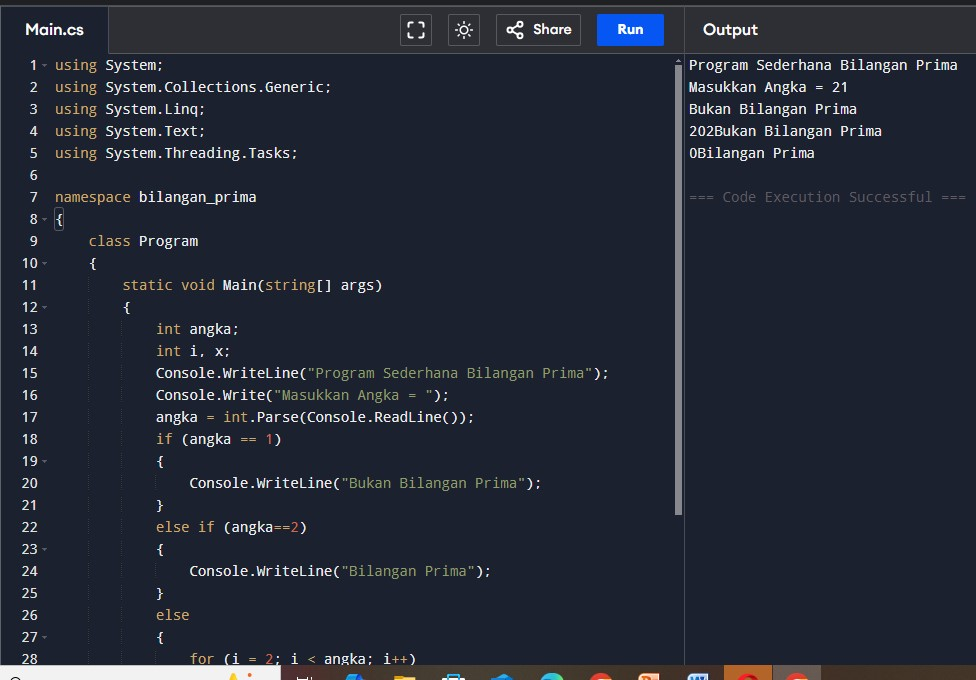 Main.cs
Share
Run
Output
1 using System;
2 using System.Collections.Generic;
3 using System.Linq;
4 using System.Text;
5 using System.Threading.Tasks;
6
7 namespace bilangan_prima
8 {
9 class Program
10 {
11 static void Main(string[] args)
12 {
13 int angka;
14 int i, x;
15 Console.WriteLine("Program Sederhana Bilangan Prima");
16 Console.Write("Masukkan Angka = ");
17 angka = int.Parse(Console.ReadLine());
18 if (angka == 1)
19 {
20 Console.WriteLine("Bukan Bilangan Prima");
21 }
22 else if (angka==2)
23 {
24 Console.WriteLine("Bilangan Prima");
25 }
26 else
27 {
28 for (i = 2; i < angka; i++)
Program Sederhana Bilangan Prima
Masukkan Angka = 21
Bukan Bilangan Prima
202Bukan Bilangan Prima
0Bilangan Prima
=== Code Execution Successful ===